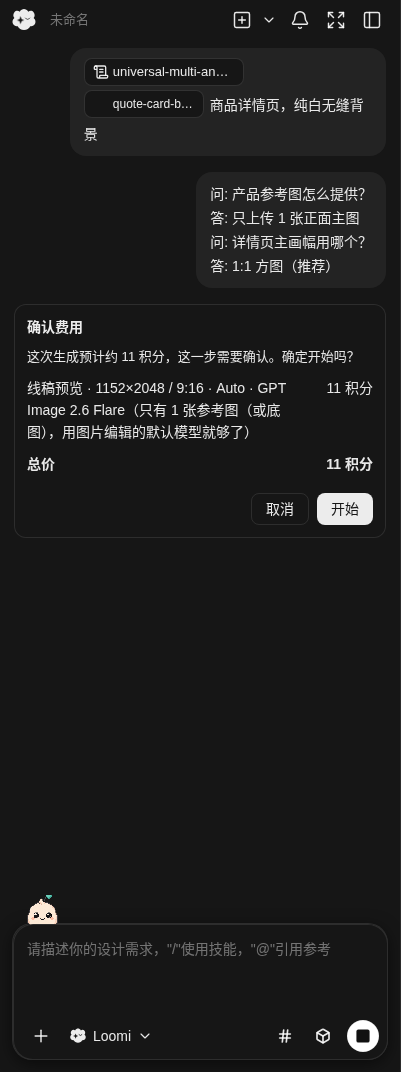 未命名
universal-multi-an…
quote-card-b… 商品详情页，纯白无缝背
景
问: 产品参考图怎么提供?
答: 只上传 1 张正面主图
问: 详情页主画幅用哪个?
答: 1:1 方图（推荐）
确认费用
这次生成预计约 11 积分，这一步需要确认。确定开始吗?
线稿预览 · 1152×2048 / 9:16 · Auto · GPT 11 积分
Image 2.6 Flare（只有 1 张参考图（或底
图），用图片编辑的默认模型就够了）
总价 11 积分
取消 开始
请描述你的设计需求，"/"使用技能，"@"引用参考
Loomi